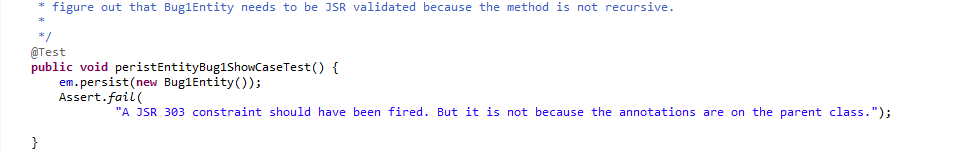 * figure out that Bug1Entity needs to be JSR validated because the method is not recursive.
*
*/
@Test
public void peristEntityBug1ShowCaseTest() {
em.persist(new Bug1Entity());
Assert.fail(
"A JSR 303 constraint should have been fired. But it is not because the annotations are on the parent class.");
}